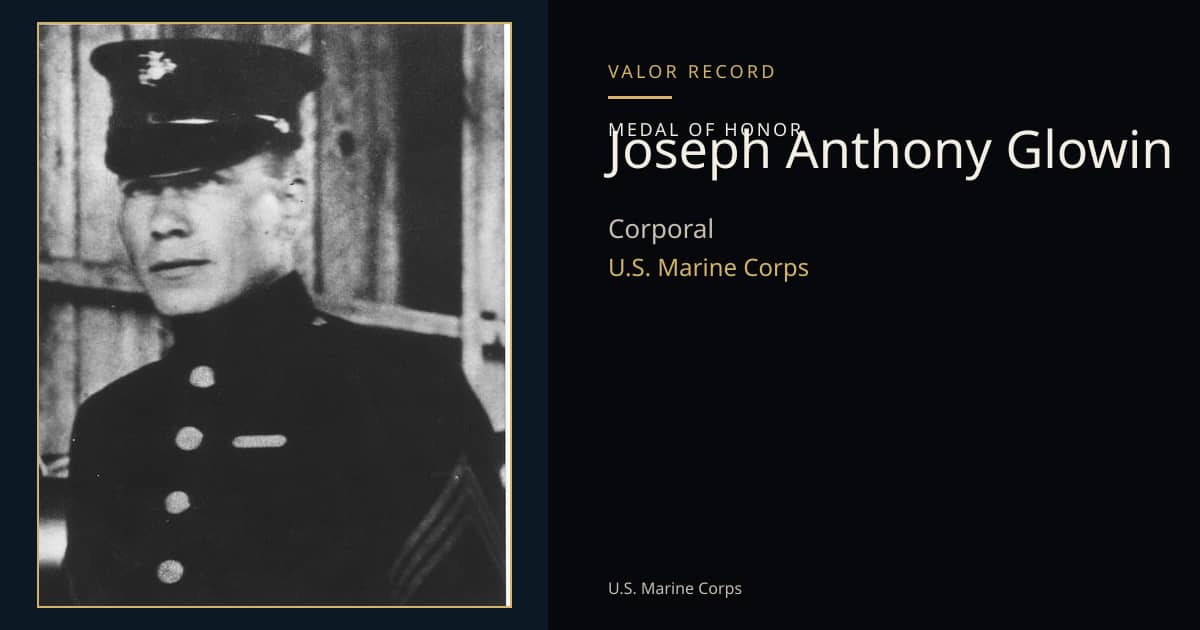 VALOR RECORD
MEDAL OF HONOR
Joseph Anthony Glowin
Corporal
U.S. Marine Corps
U.S. Marine Corps